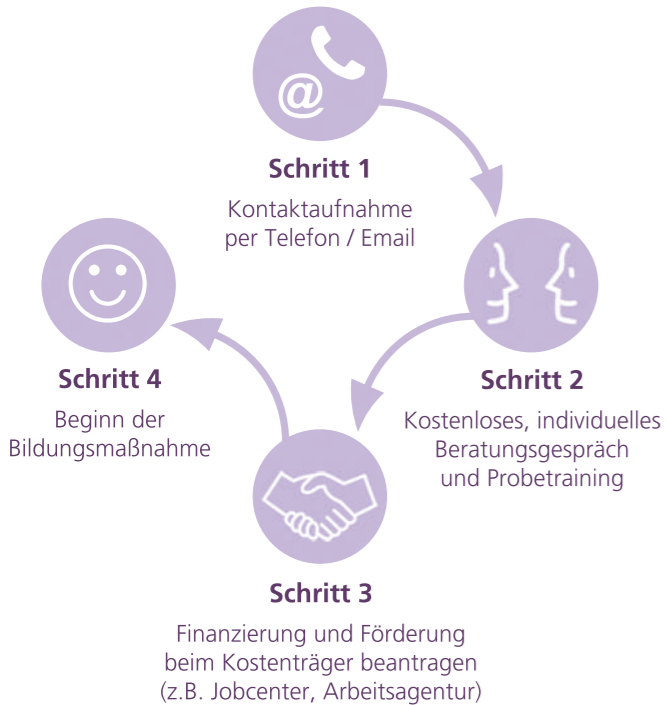 @
Schritt 1
Kontaktaufnahme
per Telefon / Email
Schritt 2
Kostenloses, individuelles
Beratungsgespräch
und Probetraining
Schritt 3
Finanzierung und Förderung
beim Kostenträger beantragen
(z.B. Jobcenter, Arbeitsagentur)
Schritt 4
Beginn der
Bildungsmaßnahme